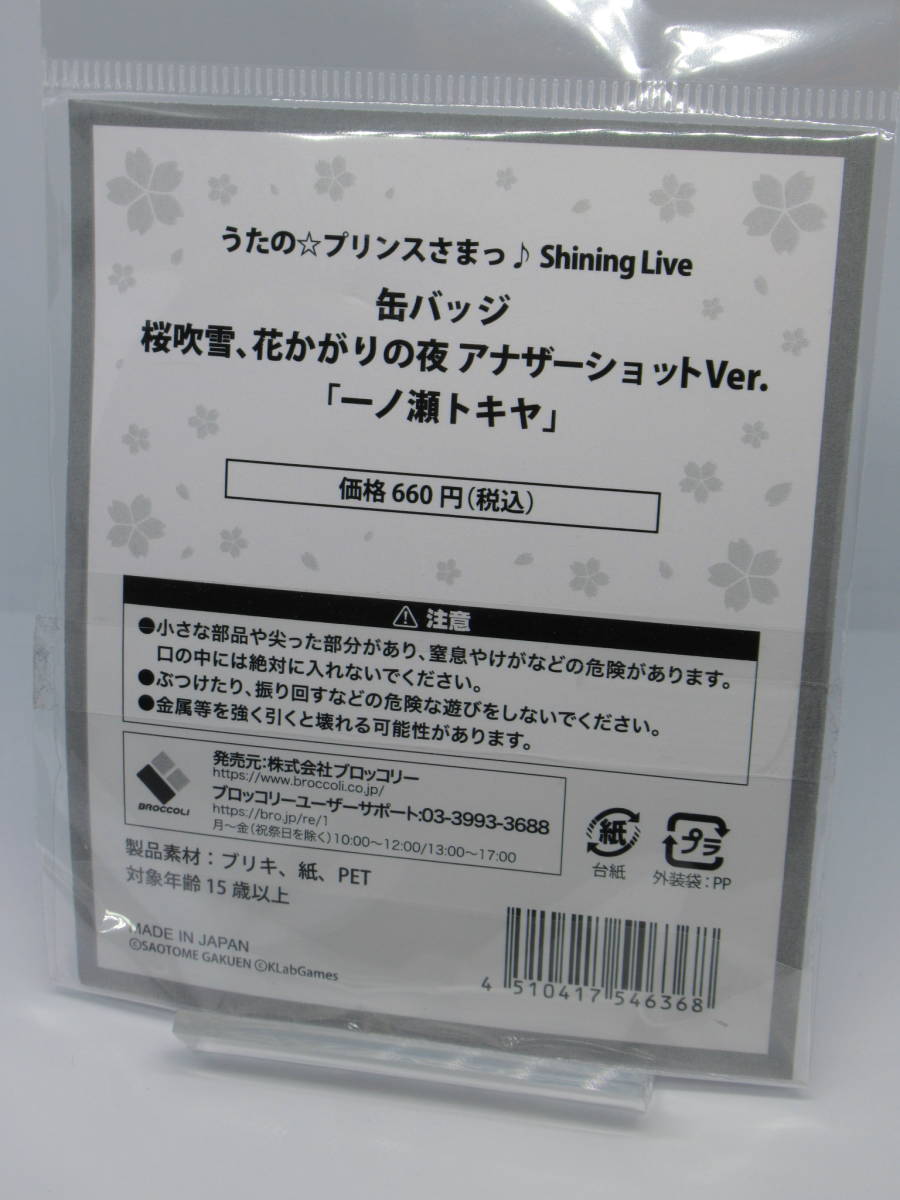 うたの☆プリンスさまっ♪ Shining Live
缶バッジ
桜吹雪、花かがりの夜 アナザーショットVer.
「一ノ瀬トキヤ」
価格 660 円(税込)
注意
●小さな部品や尖った部分があり、窒息やけがなどの危険があります。
口の中には絶対に入れないでください。
●ぶつけたり、振り回すなどの危険な遊びをしないでください。
●金属等を強く引くと壊れる可能性があります。
BROCCOLI
発売元:株式会社ブロッコリー
https://www.broccoli.co.jp/
ブロッコリーユーザーサポート:03-3993-3688
https://bro.jp/re/1
月~金(祝祭日を除く)10:00~12:00/13:00~17:00
紙
台紙
プラ
外装袋:PP
製品素材:ブリキ、紙、PET
対象年齢 15 歳以上
MADE IN JAPAN
©SAOTOME GAKUEN ©KLabGames
4 510417 546368